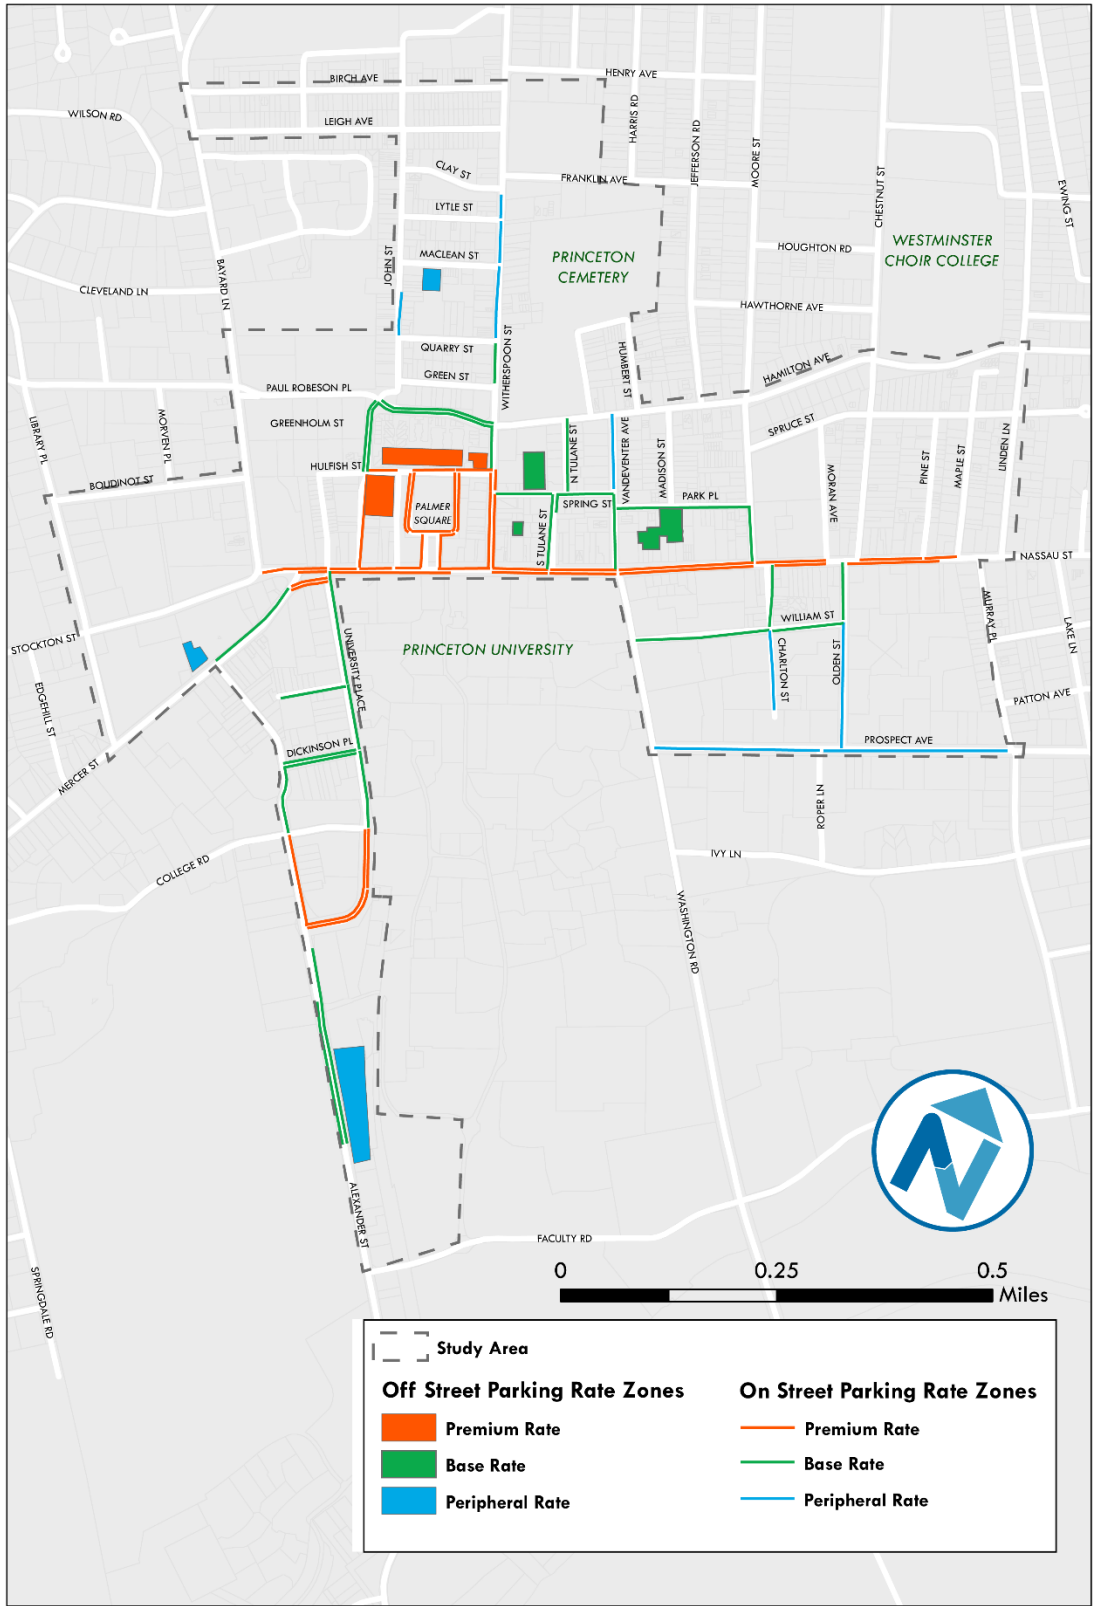 BIRCH AVE
HENRY AVE
WILSON RD
LEIGH AVE
HARRIS RD
JEFFERSON RD
MOORE ST
CHESTNUT ST
EWING ST
CLAY ST
FRANKLIN AVE
LYTLE ST
JOHN ST
MACLEAN ST
PRINCETON
CEMETERY
HOUGHTON RD
WESTMINSTER
CHOIR COLLEGE
BAYARD LN
CLEVELAND LN
HAWTHORNE AVE
QUARRY ST
GREEN ST
WITHERSPOON ST
HUMBERT ST
HAMILTON AVE
PAUL ROBESON PL
GREENHOLM ST
LIBRARY PL
MORVEN PL
SPRUCE ST
N TULANE ST
VANDEVENTER AVE
MADISON ST
LINDEN LN
MAPLE ST
PINE ST
MORAN AVE
HULFISH ST
BOUDINOT ST
PALMER
SQUARE
SPRING ST
PARK PL
S TULANE ST
NASSAU ST
STOCKTON ST
UNIVERSITY PLACE
PRINCETON UNIVERSITY
WILLIAM ST
CHARLTON ST
OLDEN ST
MURRAY PL
LAKE LN
EDGEHILL ST
PATTON AVE
DICKINSON PL
PROSPECT AVE
MERCER ST
ROPER LN
COLLEGE RD
IVY LN
WASHINGTON RD
ALEXANDER ST
FACULTY RD
SPRINGDALE RD
0 0.25 0.5
Miles
Study Area
Off Street Parking Rate Zones
Premium Rate
Base Rate
Peripheral Rate
On Street Parking Rate Zones
Premium Rate
Base Rate
Peripheral Rate